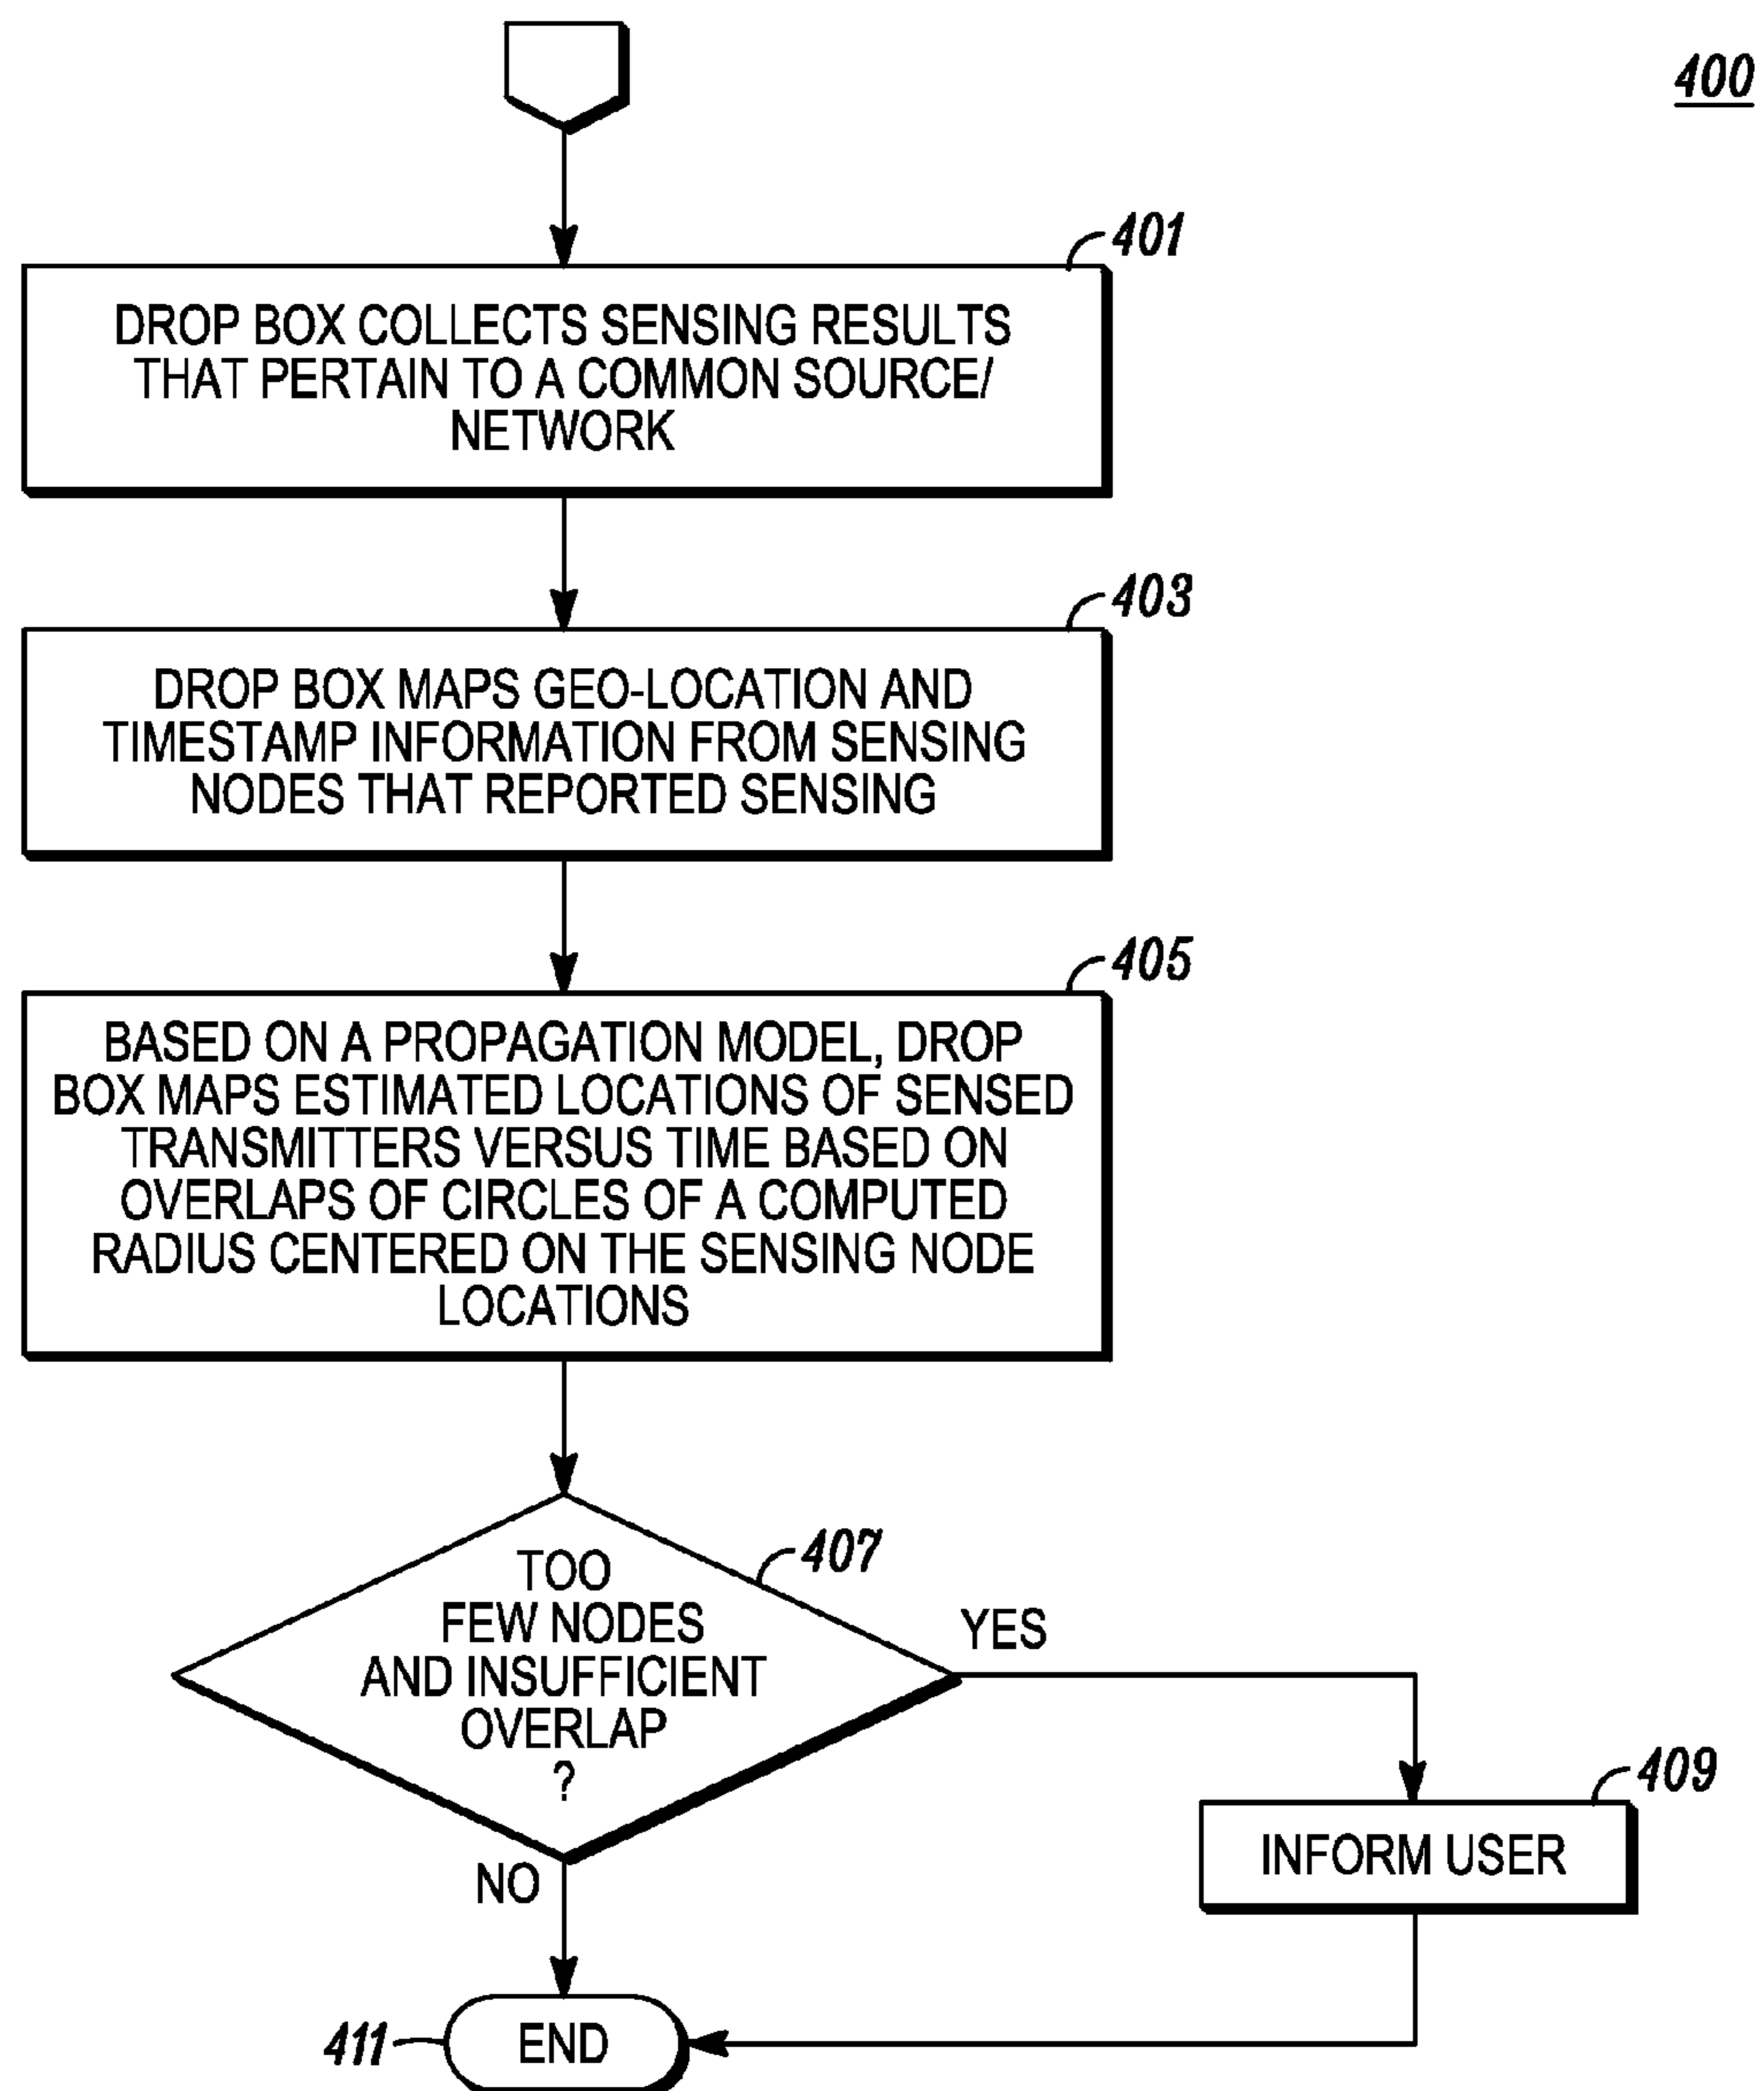 400
401
DROP BOX COLLECTS SENSING RESULTS
THAT PERTAIN TO A COMMON SOURCE/
NETWORK
403
DROP BOX MAPS GEO-LOCATION AND
TIMESTAMP INFORMATION FROM SENSING
NODES THAT REPORTED SENSING
405
BASED ON A PROPAGATION MODEL, DROP
BOX MAPS ESTIMATED LOCATIONS OF SENSED
TRANSMITTERS VERSUS TIME BASED ON
OVERLAPS OF CIRCLES OF A COMPUTED
RADIUS CENTERED ON THE SENSING NODE
LOCATIONS
407
TOO
FEW NODES
AND INSUFFICIENT
OVERLAP
?
YES
409
INFORM USER
NO
411
END